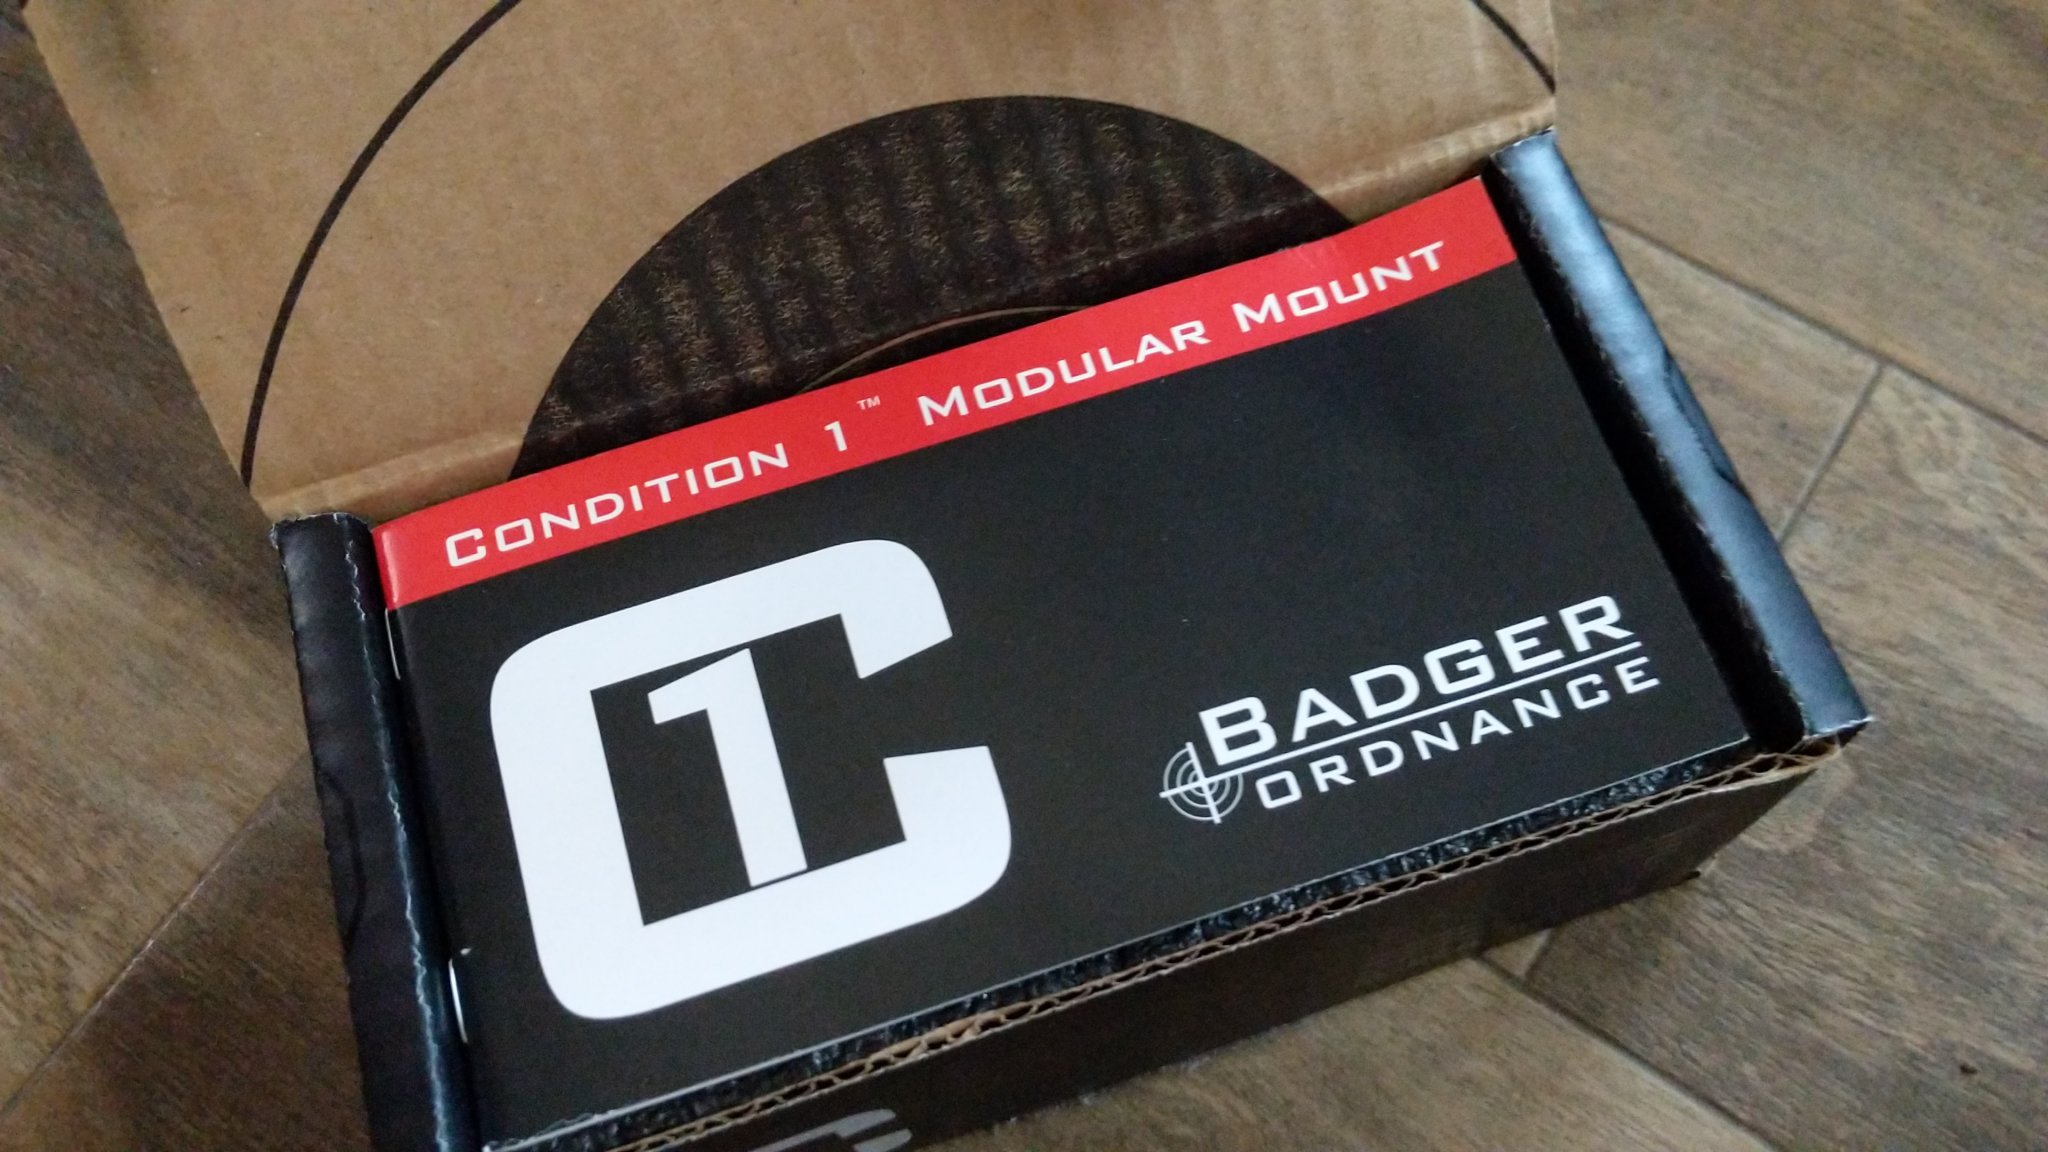 CONDITION 1™ MODULAR MOUNT
C1
BADGER
ORDNANCE